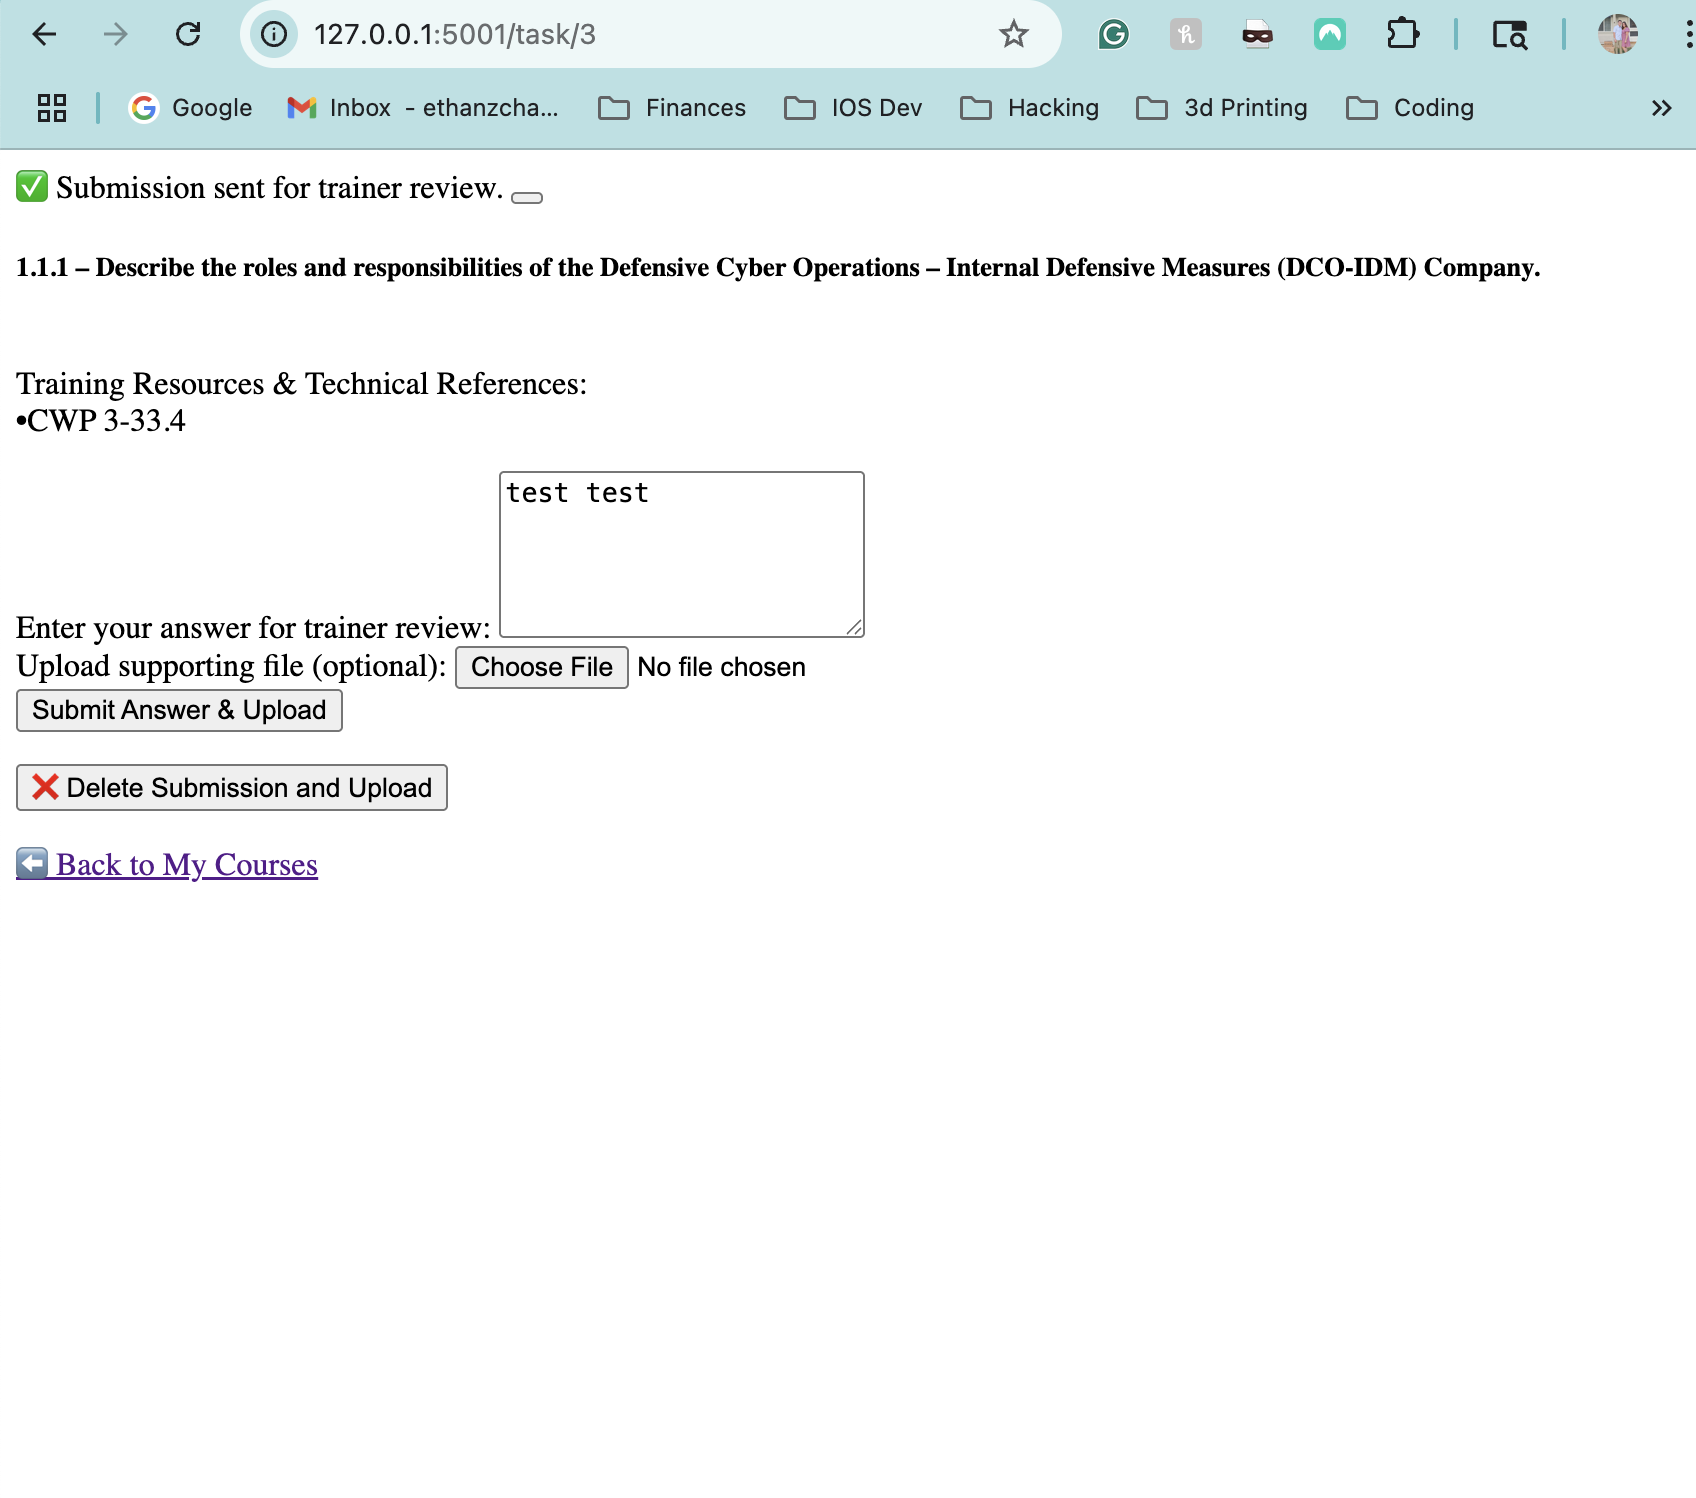 127.0.0.1:5001/task/3
Google Inbox - ethanzcha... Finances IOS Dev Hacking 3d Printing Coding
✅ Submission sent for trainer review.
1.1.1 – Describe the roles and responsibilities of the Defensive Cyber Operations – Internal Defensive Measures (DCO-IDM) Company.
Training Resources & Technical References:
•CWP 3-33.4
test test
Enter your answer for trainer review:
Upload supporting file (optional): Choose File No file chosen
Submit Answer & Upload
❌ Delete Submission and Upload
⬅️ Back to My Courses